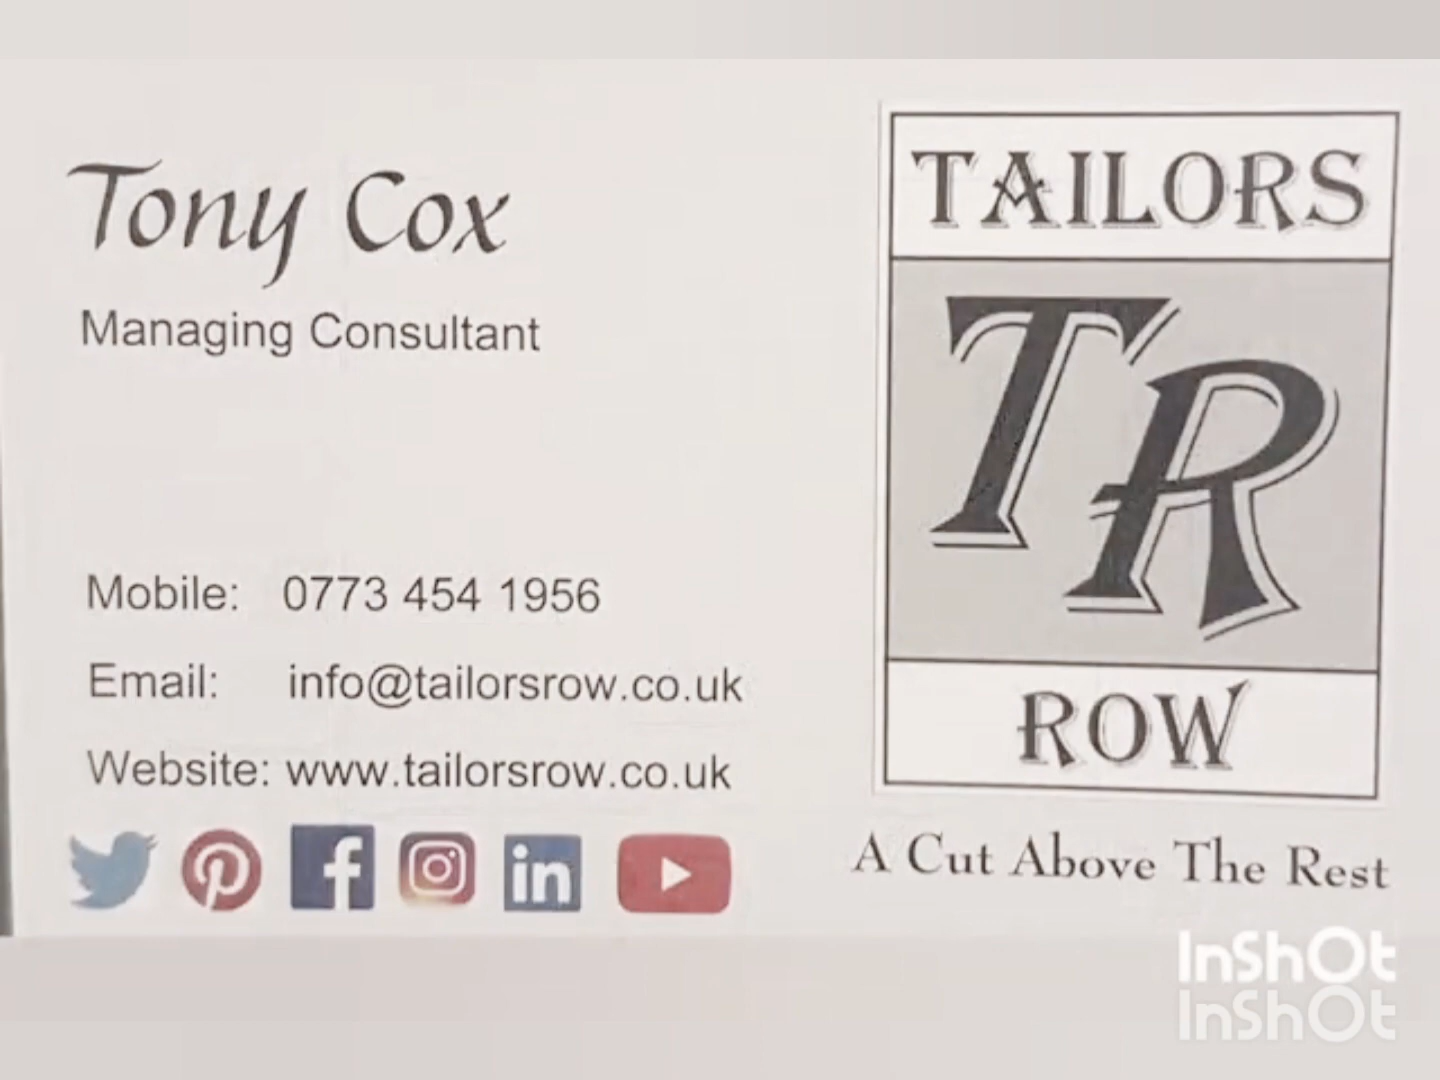 Tony Cox
Managing Consultant
Mobile: 0773 454 1956
Email: info@tailorsrow.co.uk
Website: www.tailorsrow.co.uk
in
TAILORS
TR
ROW
A Cut Above The Rest
InShOt
InShOt